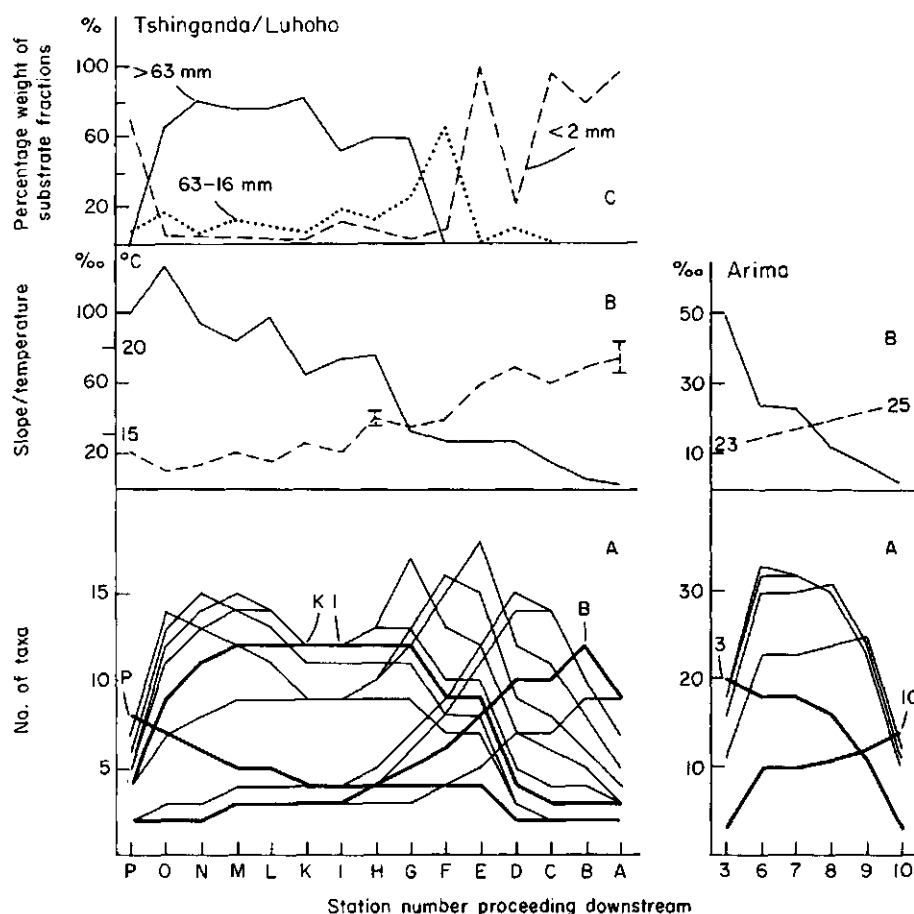 Tshinganda/Luhoho
%
100
60
20
>63 mm
63-16 mm
<2 mm
C
Percentage weight of
substrate fractions
‰ °C
100
60
20
20
15
B
Slope/temperature
‰ Arima
50
30
10
23
25
B
A
15
10
5
P
K I
B
No. of taxa
A
30
20
10
3
10
P O N M L K I H G F E D C B A
3 6 7 8 9 10
Station number proceeding downstream